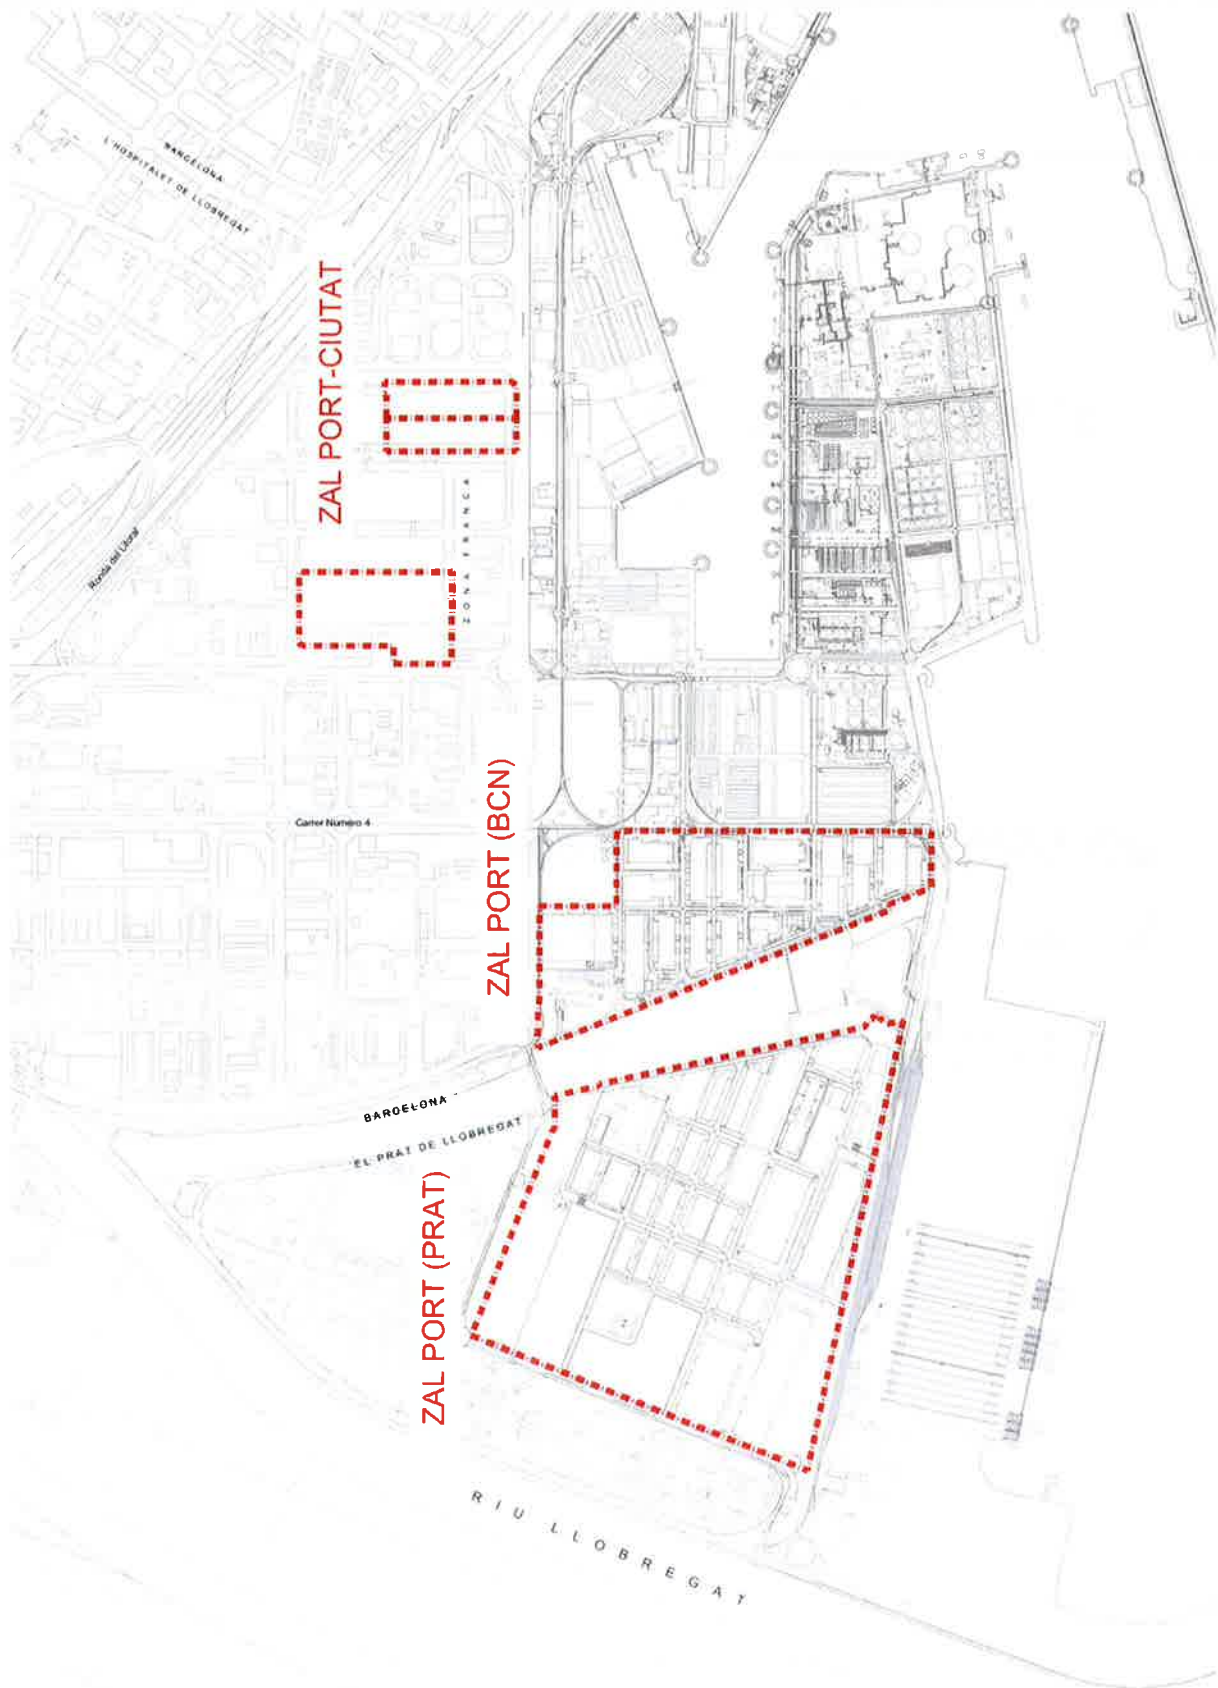 BARCELONA
L'HOSPITALET DE LLOBREGAT
ZAL PORT-CIUTAT
Ronda del Litoral
ZONA FRANCA
ZAL PORT (BCN)
Carrer Número 4
BARCELONA
EL PRAT DE LLOBREGAT
ZAL PORT (PRAT)
RIU LLOBREGAT